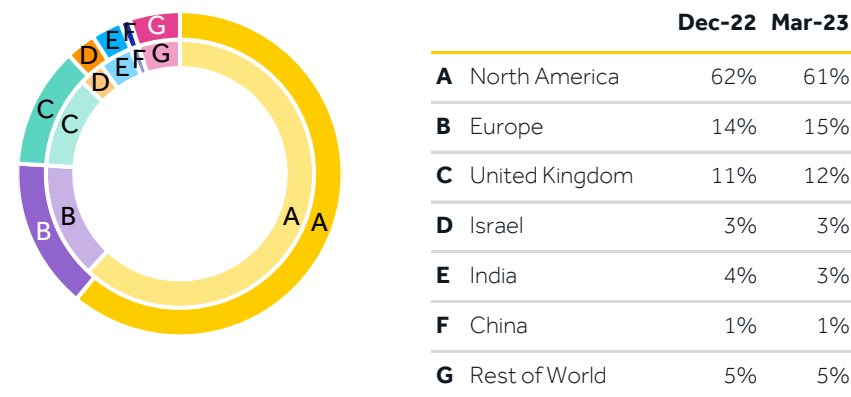 G
F
E
G
D
F
E
D
C
C
B
B
A
A
Dec-22 Mar-23
A North America 62% 61%
B Europe 14% 15%
C United Kingdom 11% 12%
D Israel 3% 3%
E India 4% 3%
F China 1% 1%
G Rest of World 5% 5%